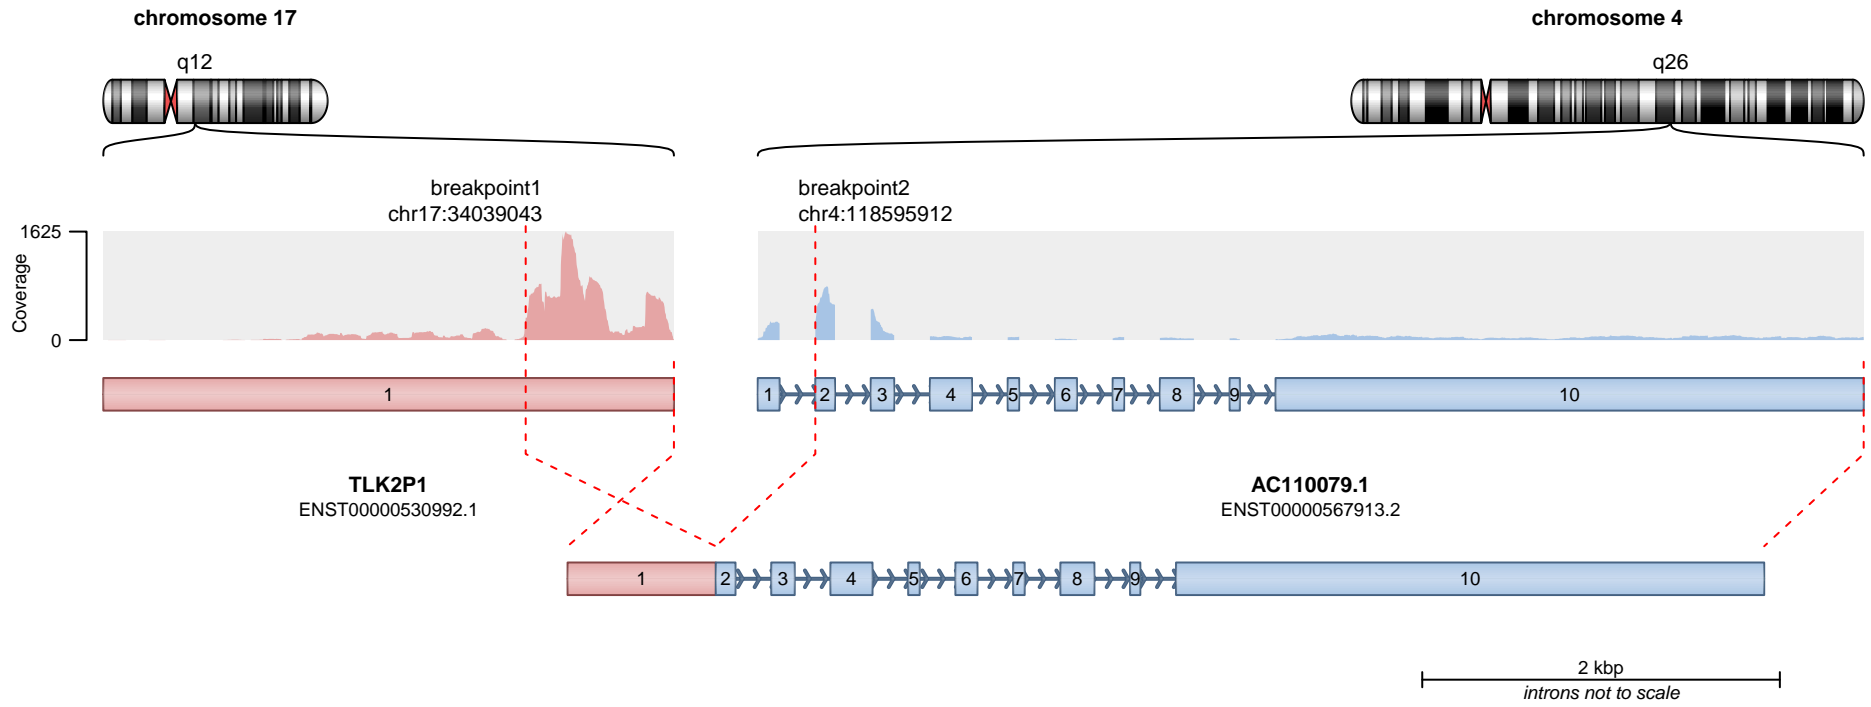 chromosome 17
chromosome 4
q12
q26
breakpoint1
chr17:34039043
breakpoint2
chr4:118595912
1625
Coverage
0
1
1 2 3 4 5 6 7 8 9 10
TLK2P1
ENST00000530992.1
AC110079.1
ENST00000567913.2
1 2 3 4 5 6 7 8 9 10
2 kbp
introns not to scale